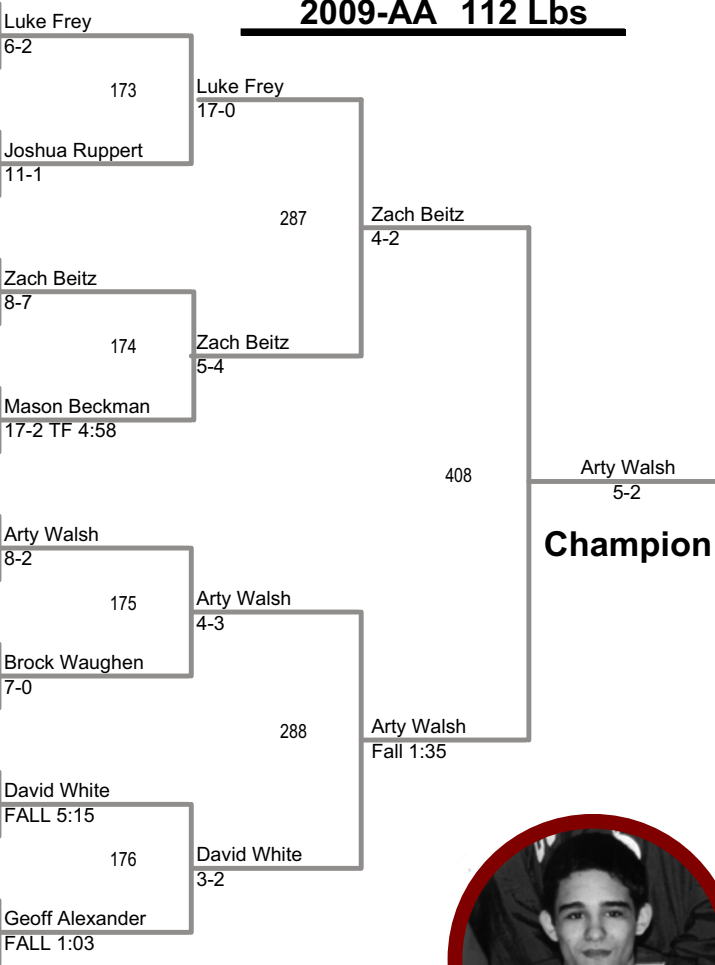 2009-AA 112 Lbs
Luke Frey
6-2
173
Luke Frey
17-0
Joshua Ruppert
11-1
287
Zach Beitz
4-2
Zach Beitz
8-7
174
Zach Beitz
5-4
Mason Beckman
17-2 TF 4:58
408
Arty Walsh
5-2
Champion
Arty Walsh
8-2
175
Arty Walsh
4-3
Brock Waughen
7-0
288
Arty Walsh
Fall 1:35
David White
FALL 5:15
176
David White
3-2
Geoff Alexander
FALL 1:03